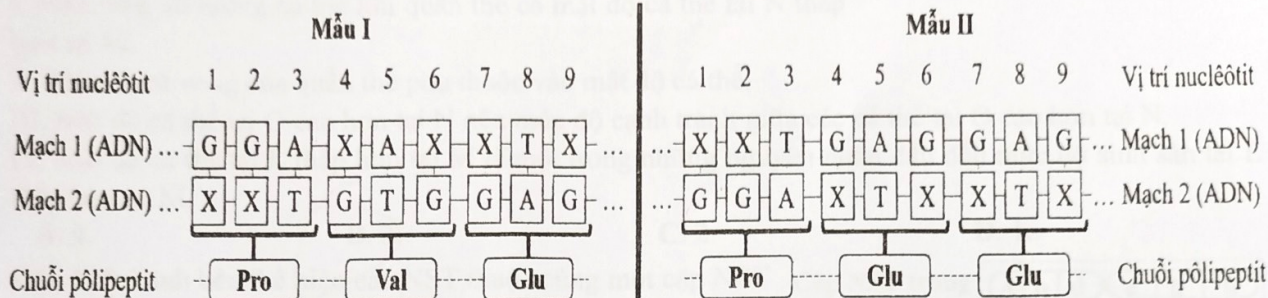 Mẫu I
Mẫu II
Vị trí nuclêôtit 1 2 3 4 5 6 7 8 9
1 2 3 4 5 6 7 8 9 Vị trí nuclêôtit
Mạch 1 (ADN) ... G G A X A X X T X ...
... X X T G A G G A G ... Mạch 1 (ADN)
Mạch 2 (ADN) ... X X T G T G G A G ...
... G G A X T X X T X ... Mạch 2 (ADN)
Chuỗi pôlipeptit Pro Val Glu
Pro Glu Glu Chuỗi pôlipeptit